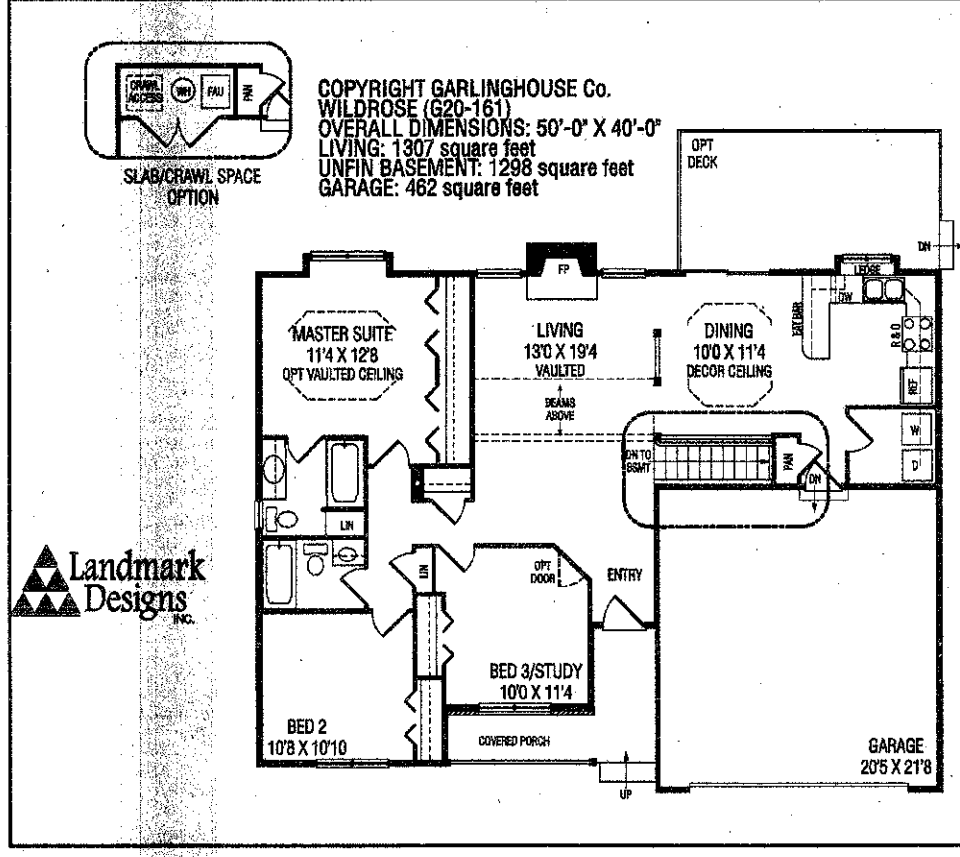 CRAWL
ACCESS
WH
FAU
PAN
SLAB/CRAWL SPACE
OPTION
COPYRIGHT GARLINGHOUSE Co.
WILDROSE (G20-161)
OVERALL DIMENSIONS: 50'-0" X 40'-0"
LIVING: 1307 square feet
UNFIN BASEMENT: 1298 square feet
GARAGE: 462 square feet
OPT
DECK
DN
FP
LEDGE
DW
EAT BAR
R & O
REF
MASTER SUITE
11'4 X 12'8
OPT VAULTED CEILING
LIVING
13'0 X 19'4
VAULTED
DINING
10'0 X 11'4
DECOR CEILING
BEAMS
ABOVE
W
D
DN TO
BSMT
PAN
DN
LIN
LIN
OPT
DOOR
ENTRY
Landmark
Designs
INC.
BED 3/STUDY
10'0 X 11'4
BED 2
10'8 X 10'10
COVERED PORCH
UP
GARAGE
20'5 X 21'8